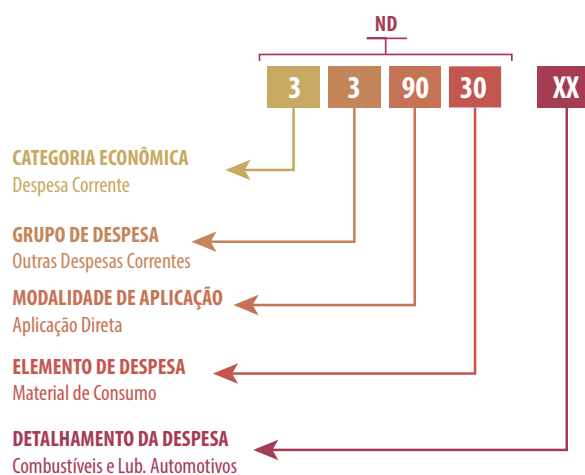 ND
3 3 90 30 XX
CATEGORIA ECONÔMICA
Despesa Corrente
GRUPO DE DESPESA
Outras Despesas Correntes
MODALIDADE DE APLICAÇÃO
Aplicação Direta
ELEMENTO DE DESPESA
Material de Consumo
DETALHAMENTO DA DESPESA
Combustíveis e Lub. Automotivos